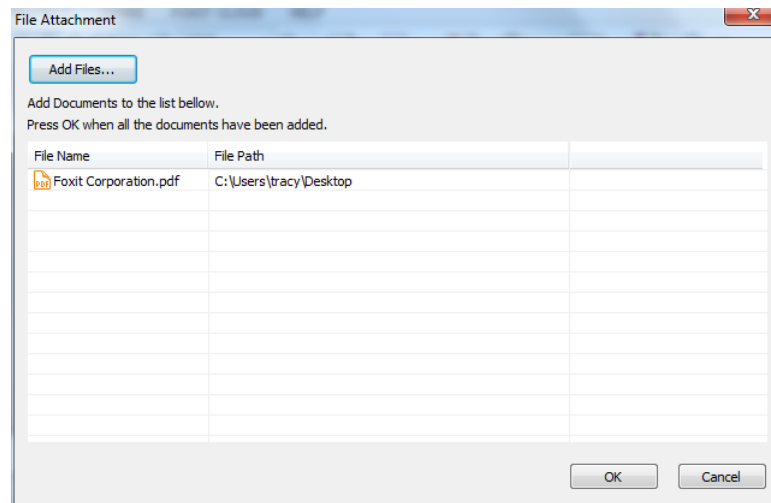 File Attachment
Add Files...
Add Documents to the list bellow.
Press OK when all the documents have been added.
File Name File Path
PDF Foxit Corporation.pdf C:\Users\tracy\Desktop
OK Cancel